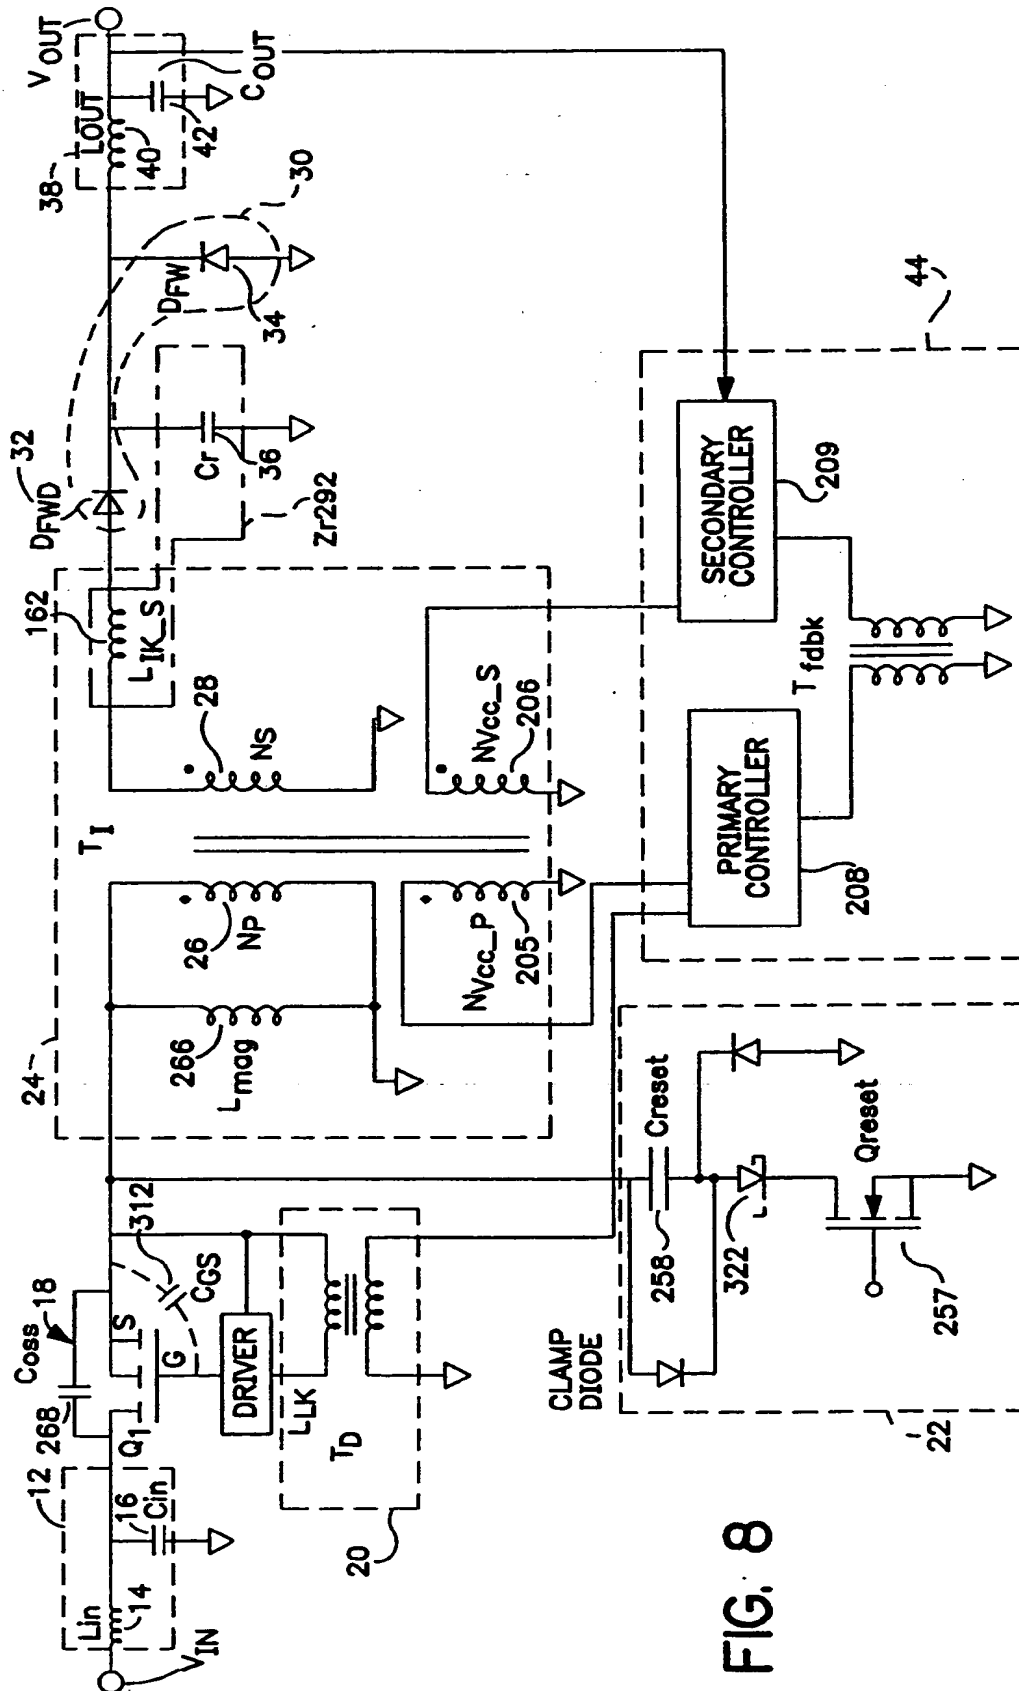 VIN
Lin
14
12
16
Cin
268
Coss
18
Q1
S
G
CGS
312
DRIVER
LLK
TD
20
24
266
Lmag
26
NP
TI
28
NS
162
LIK_S
NVCC_P
205
NVCC_S
206
DFWD
32
Cr
36
Zr292
DFW
34
30
38
LOUT
40
42
COUT
VOUT
CLAMP
DIODE
258
Creset
322
Qreset
257
22
PRIMARY
CONTROLLER
208
Tfdbk
SECONDARY
CONTROLLER
209
44
FIG. 8